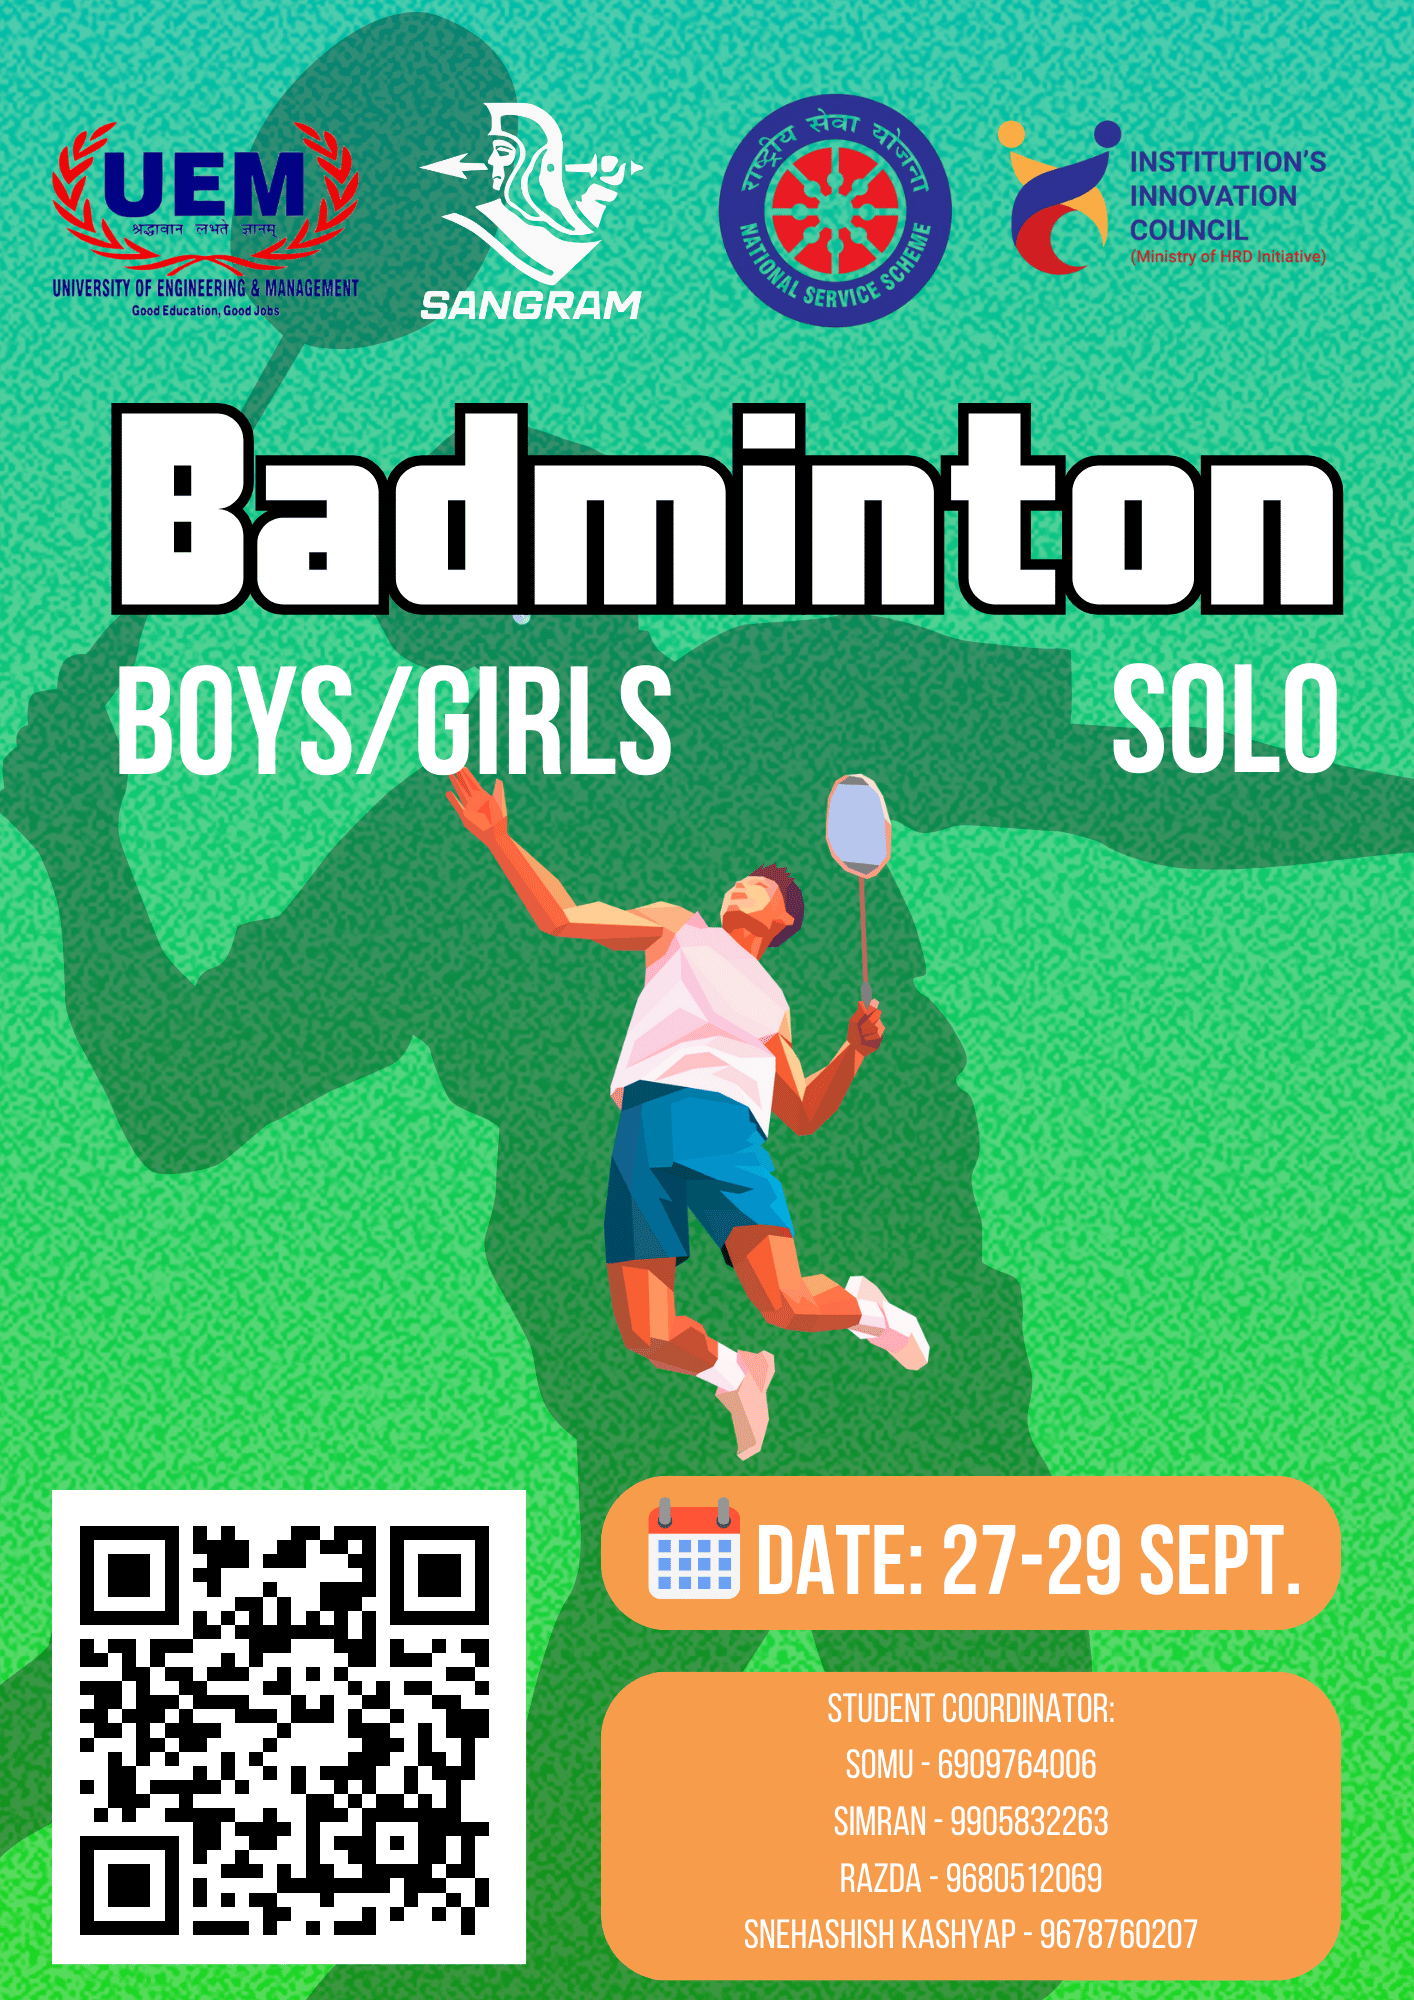 UEM
श्रद्धावान लभते ज्ञानम्
UNIVERSITY OF ENGINEERING & MANAGEMENT
Good Education, Good Jobs
SANGRAM
राष्ट्रीय सेवा योजना
NATIONAL SERVICE SCHEME
INSTITUTION'S
INNOVATION
COUNCIL
(Ministry of HRD Initiative)
Badminton
BOYS/GIRLS SOLO
DATE: 27-29 SEPT.
STUDENT COORDINATOR:
SOMU - 6909764006
SIMRAN - 9905832263
RAZDA - 9680512069
SNEHASHISH KASHYAP - 9678760207